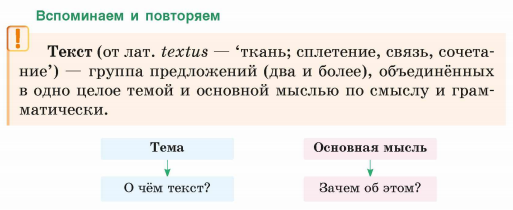 Вспоминаем и повторяем
!
Текст (от лат. textus — ‘ткань; сплетение, связь, сочета-
ние’) — группа предложений (два и более), объединённых
в одно целое темой и основной мыслью по смыслу и грам-
матически.
Тема
Основная мысль
О чём текст?
Зачем об этом?